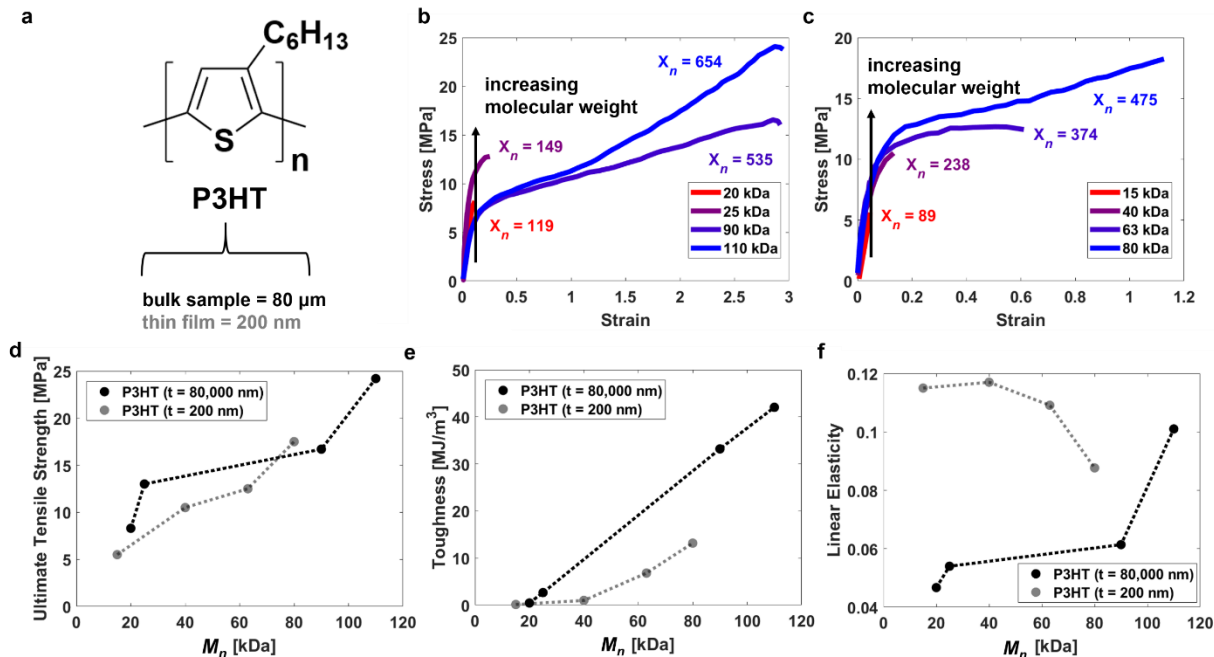 a
C6H13
S
n
P3HT
bulk sample = 80 µm
thin film = 200 nm
b
25
20
15
10
5
0
Stress [MPa]
increasing
molecular weight
Xn = 654
Xn = 149
Xn = 535
Xn = 119
20 kDa
25 kDa
90 kDa
110 kDa
0 0.5 1 1.5 2 2.5 3
Strain
c
20
15
10
5
0
Stress [MPa]
increasing
molecular weight
Xn = 475
Xn = 374
Xn = 238
Xn = 89
15 kDa
40 kDa
63 kDa
80 kDa
0 0.2 0.4 0.6 0.8 1 1.2
Strain
d
25
20
15
10
5
0
Ultimate Tensile Strength [MPa]
P3HT (t = 80,000 nm)
P3HT (t = 200 nm)
0 20 40 60 80 100 120
Mn [kDa]
e
50
40
30
20
10
0
Toughness [MJ/m3]
P3HT (t = 80,000 nm)
P3HT (t = 200 nm)
0 20 40 60 80 100 120
Mn [kDa]
f
0.12
0.1
0.08
0.06
0.04
Linear Elasticity
P3HT (t = 80,000 nm)
P3HT (t = 200 nm)
0 20 40 60 80 100 120
Mn [kDa]